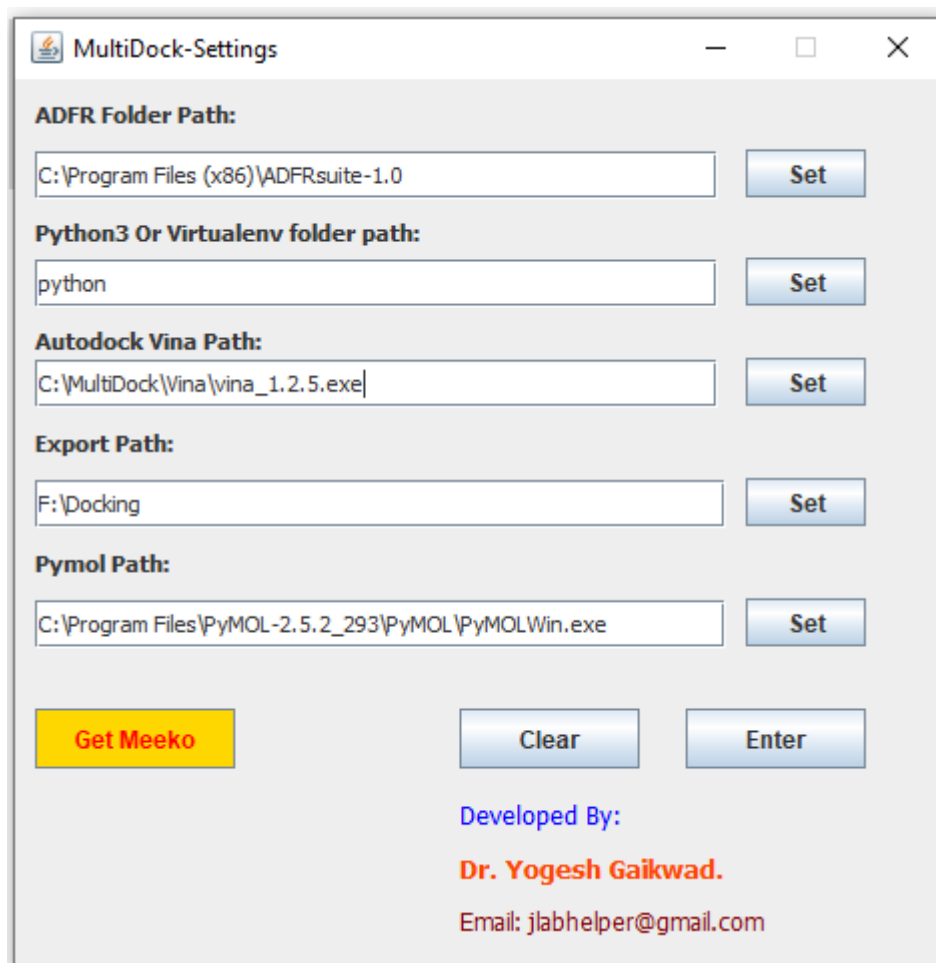 MultiDock-Settings
ADFR Folder Path:
C:\Program Files (x86)\ADFRsuite-1.0
Set
Python3 Or Virtualenv folder path:
python
Set
Autodock Vina Path:
C:\MultiDock\Vina\vina_1.2.5.exe
Set
Export Path:
F:\Docking
Set
Pymol Path:
C:\Program Files\PyMOL-2.5.2_293\PyMOL\PyMOLWin.exe
Set
Get Meeko
Clear
Enter
Developed By:
Dr. Yogesh Gaikwad.
Email: jlabhelper@gmail.com